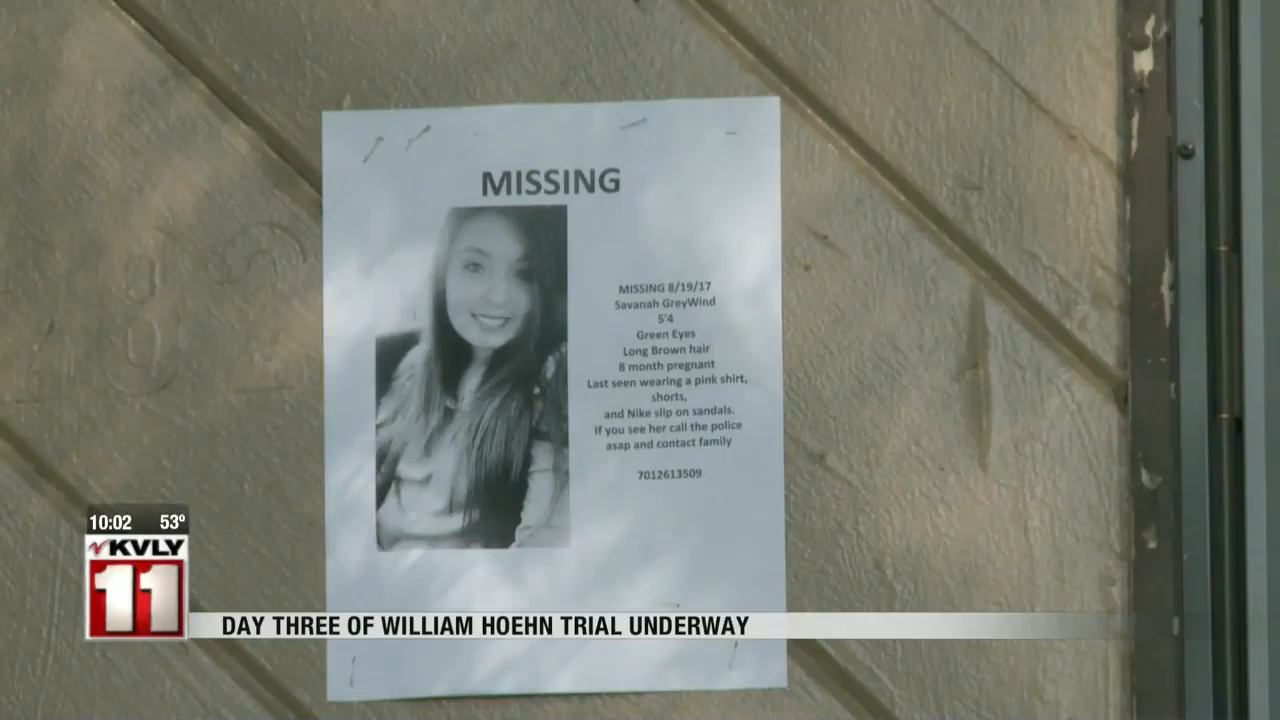 MISSING
MISSING 8/19/17
Savanah GreyWind
5'4
Green Eyes
Long Brown hair
8 month pregnant
Last seen wearing a pink shirt,
shorts,
and Nike slip on sandals.
If you see her call the police
asap and contact family
7012613509
10:02 53º
KVLY
11
DAY THREE OF WILLIAM HOEHN TRIAL UNDERWAY